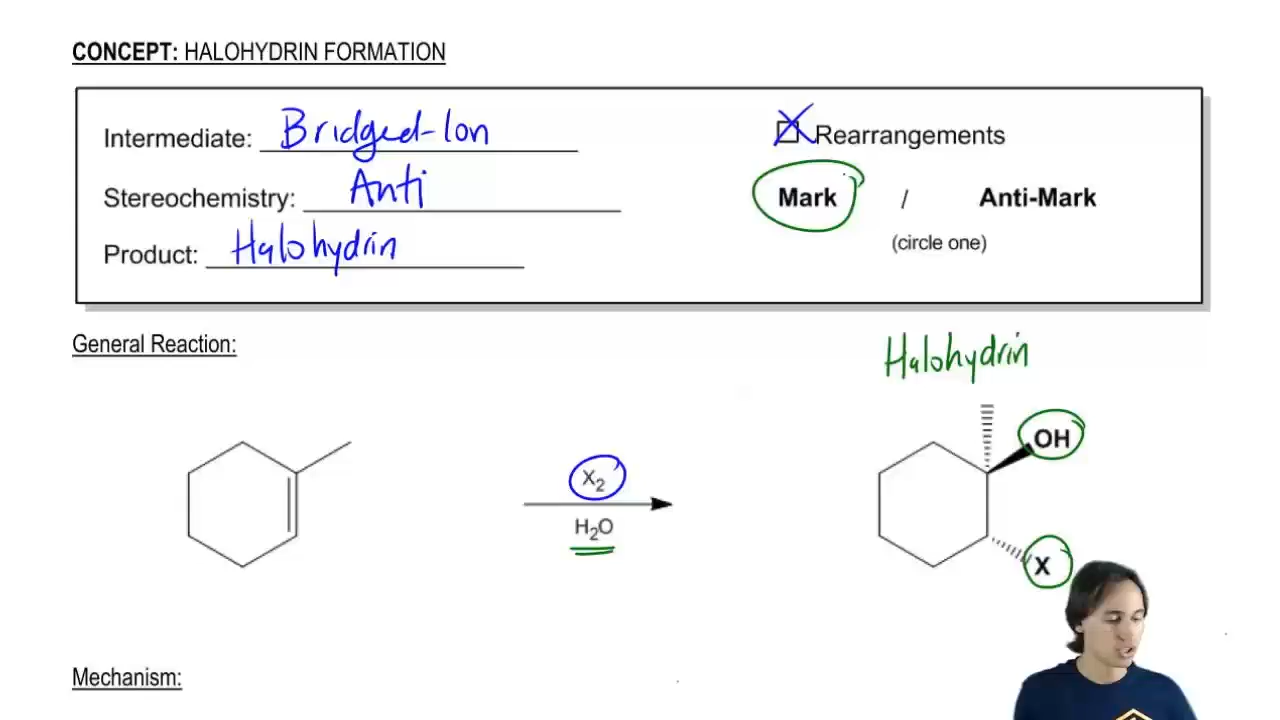 CONCEPT: HALOHYDRIN FORMATION
Intermediate: Bridged-Ion
Rearrangements
Stereochemistry: Anti
Mark / Anti-Mark
(circle one)
Product: Halohydrin
General Reaction:
Halohydrin
OH
X₂
H₂O
X
Mechanism: